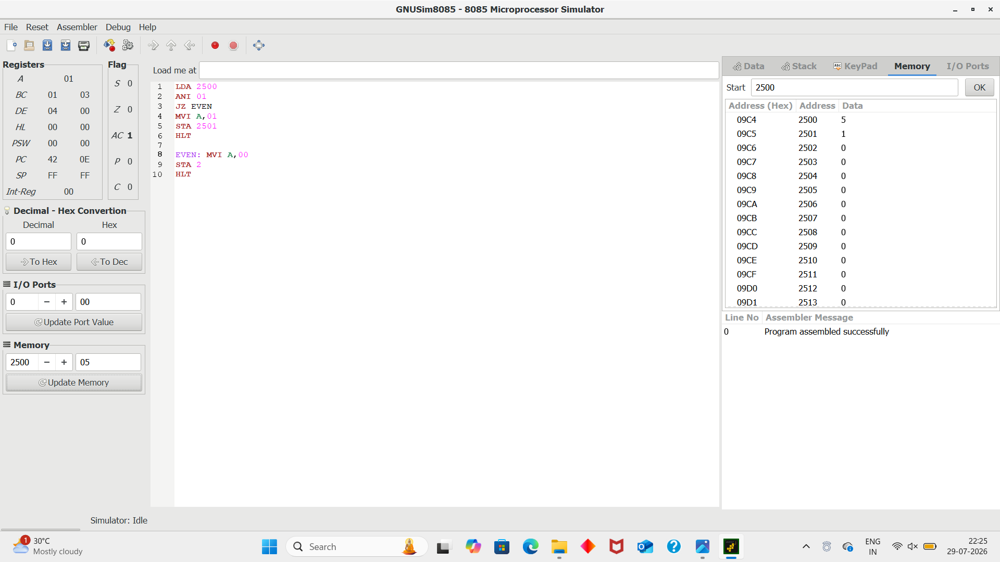 GNUSim8085 - 8085 Microprocessor Simulator
File Reset Assembler Debug Help
Registers
A 01
BC 01 03
DE 04 00
HL 00 00
PSW 00 00
PC 42 0E
SP FF FF
Int-Reg 00
Flag
S 0
Z 0
AC 1
P 0
C 0
Decimal - Hex Convertion
Decimal Hex
0 0
To Hex To Dec
I/O Ports
0 − + 00
Update Port Value
Memory
2500 − + 05
Update Memory
Load me at
1 LDA 2500
2 ANI 01
3 JZ EVEN
4 MVI A,01
5 STA 2501
6 HLT
7
8 EVEN: MVI A,00
9 STA 2
10 HLT
Data Stack Abc KeyPad Memory I/O Ports
Start 2500 OK
Address (Hex) Address Data
09C4 2500 5
09C5 2501 1
09C6 2502 0
09C7 2503 0
09C8 2504 0
09C9 2505 0
09CA 2506 0
09CB 2507 0
09CC 2508 0
09CD 2509 0
09CE 2510 0
09CF 2511 0
09D0 2512 0
09D1 2513 0
Line No Assembler Message
0 Program assembled successfully
Simulator: Idle
1 30°C
Mostly cloudy
Search
ENG
IN
22:25
29-07-2026